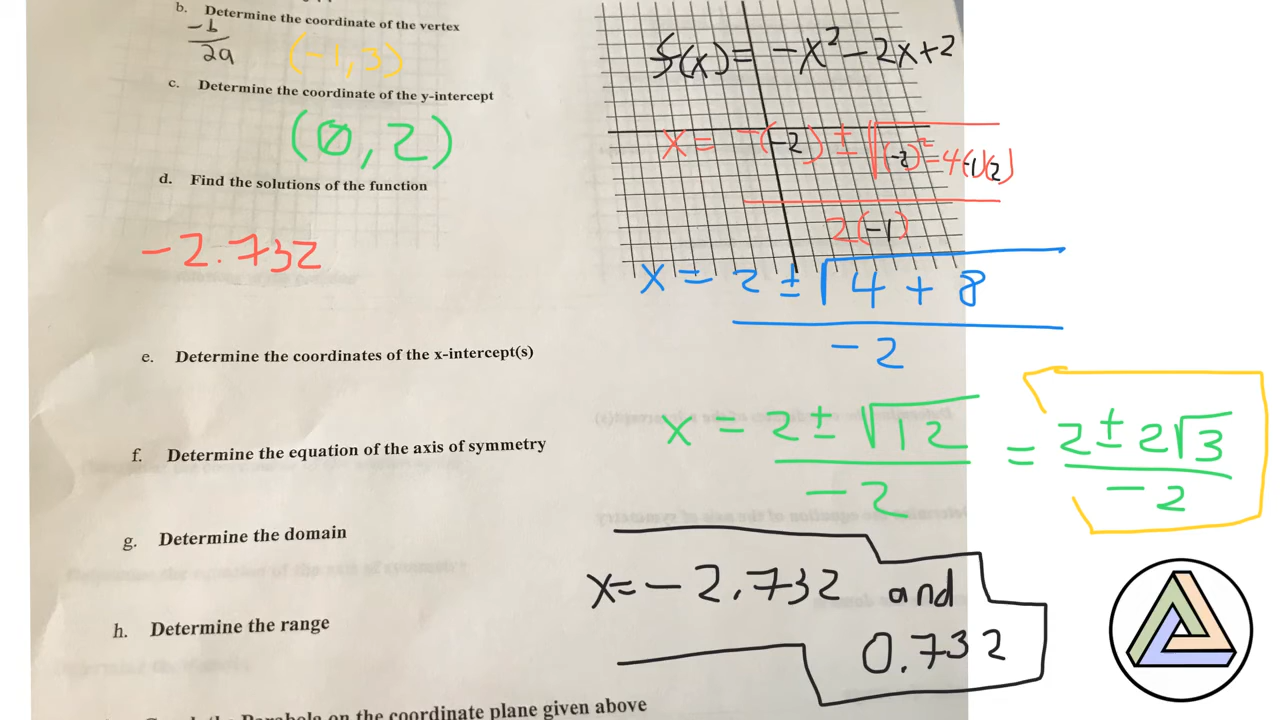 b. Determine the coordinate of the vertex
-b
2a
(-1, 3)
c. Determine the coordinate of the y-intercept
(0, 2)
d. Find the solutions of the function
-2.732
e. Determine the coordinates of the x-intercept(s)
f. Determine the equation of the axis of symmetry
g. Determine the domain
h. Determine the range
Parabola on the coordinate plane given above
f(x) = -x² - 2x + 2
x = -(-2) ± √(-2)² - 4(-1)(2)
2(-1)
x = 2 ± √4 + 8
-2
x = 2 ± √12
-2
= 2 ± 2√3
-2
x = -2.732 and
0.732